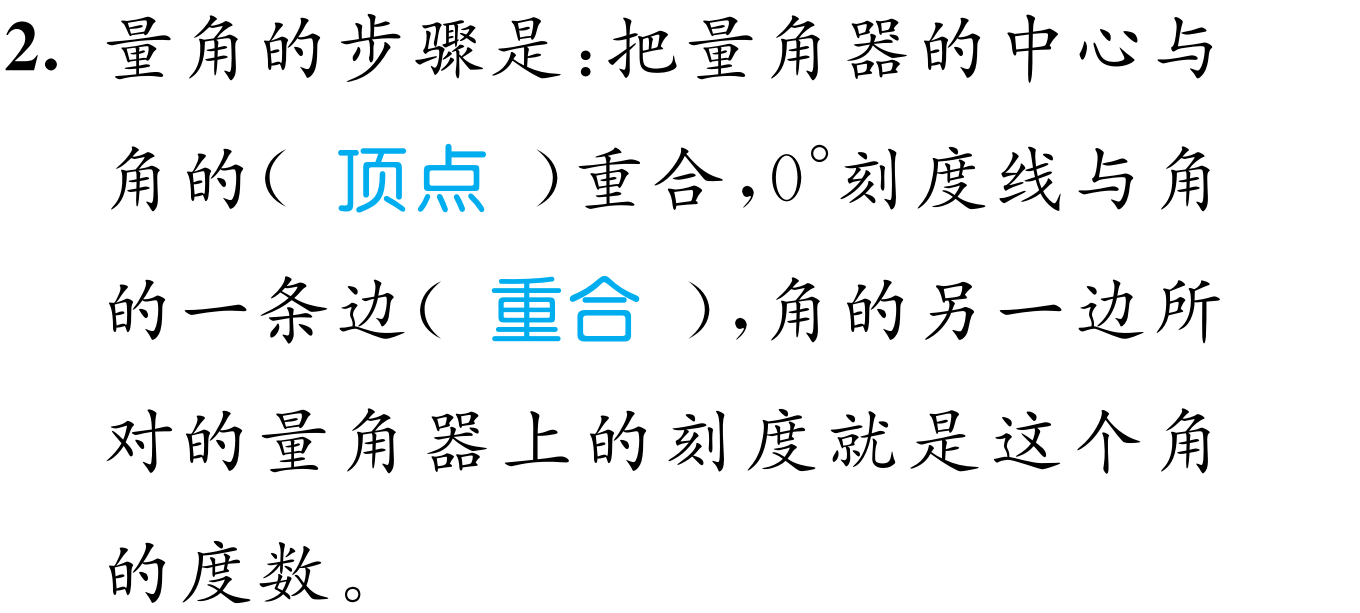 2. 量角的步骤是:把量角器的中心与
角的( 顶点 )重合,0°刻度线与角
的一条边( 重合 ),角的另一边所
对的量角器上的刻度就是这个角
的度数。